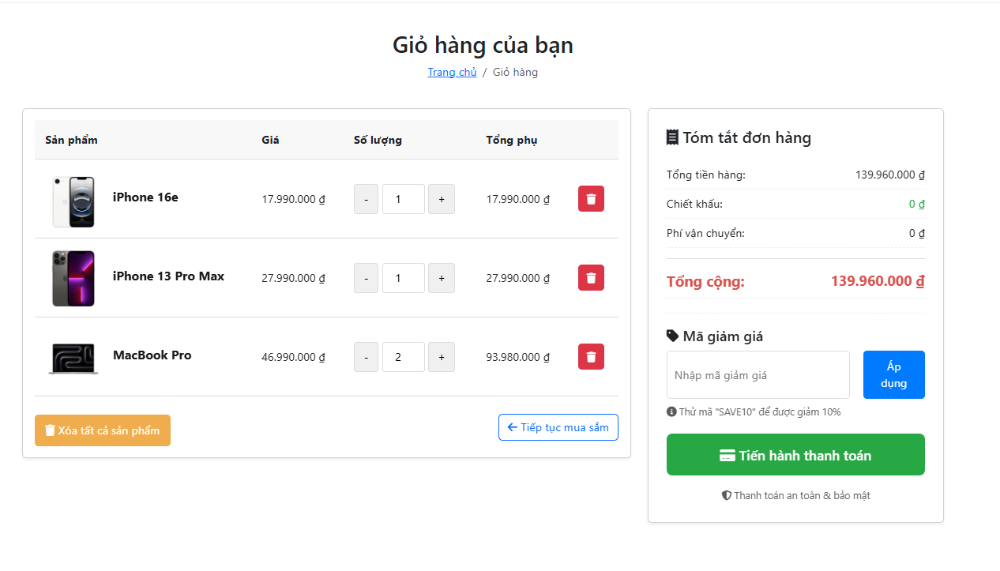 Giỏ hàng của bạn
Trang chủ / Giỏ hàng
Sản phẩm Giá Số lượng Tổng phụ
iPhone 16e 17.990.000 ₫ - 1 + 17.990.000 ₫
iPhone 13 Pro Max 27.990.000 ₫ - 1 + 27.990.000 ₫
MacBook Pro 46.990.000 ₫ - 2 + 93.980.000 ₫
Xóa tất cả sản phẩm
Tiếp tục mua sắm
Tóm tắt đơn hàng
Tổng tiền hàng: 139.960.000 ₫
Chiết khấu: 0 ₫
Phí vận chuyển: 0 ₫
Tổng cộng: 139.960.000 ₫
Mã giảm giá
Nhập mã giảm giá
Áp
dụng
Thử mã "SAVE10" để được giảm 10%
Tiến hành thanh toán
Thanh toán an toàn & bảo mật